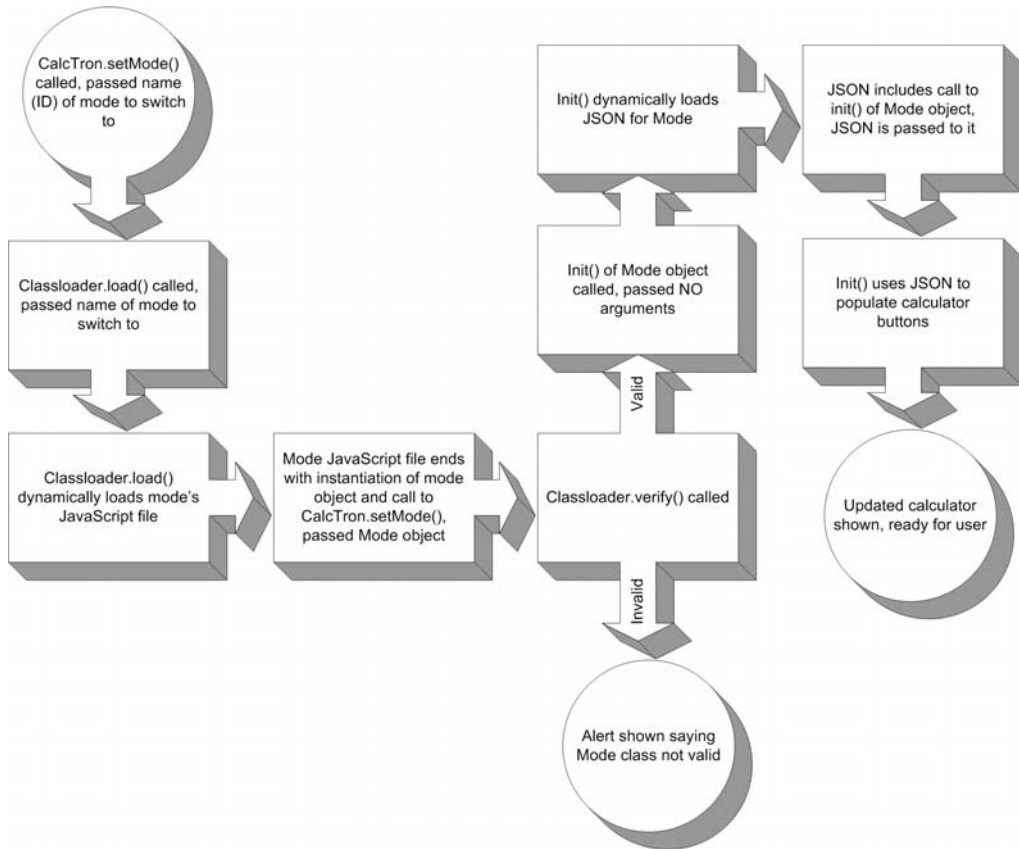 CalcTron.setMode()
called, passed name
(ID) of mode to switch
to
Classloader.load() called,
passed name of mode to
switch to
Classloader.load()
dynamically loads mode's
JavaScript file
Mode JavaScript file ends
with instantiation of mode
object and call to
CalcTron.setMode(),
passed Mode object
Classloader.verify() called
Valid
Invalid
Alert shown saying
Mode class not valid
Init() of Mode object
called, passed NO
arguments
Init() dynamically loads
JSON for Mode
JSON includes call to
init() of Mode object,
JSON is passed to it
Init() uses JSON to
populate calculator
buttons
Updated calculator
shown, ready for user